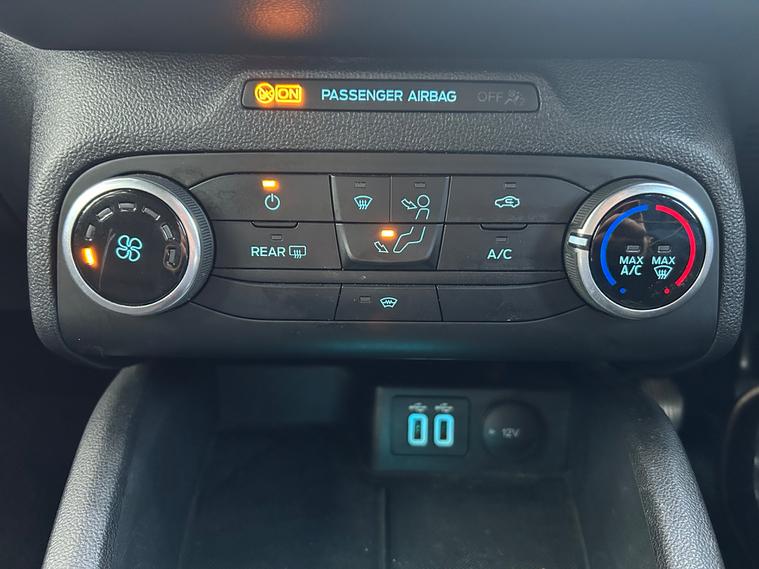 ON PASSENGER AIRBAG OFF
REAR
A/C
MAX A/C
MAX
12V